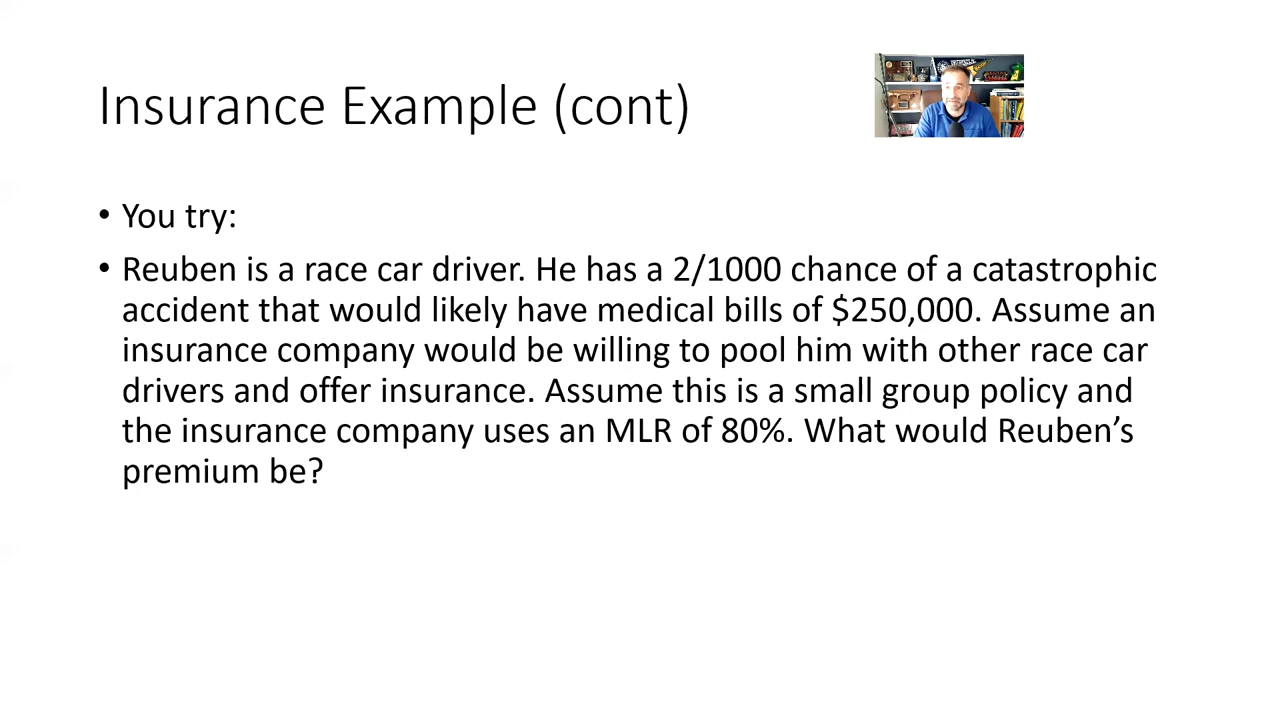 Insurance Example (cont)
• You try:
• Reuben is a race car driver. He has a 2/1000 chance of a catastrophic
accident that would likely have medical bills of $250,000. Assume an
insurance company would be willing to pool him with other race car
drivers and offer insurance. Assume this is a small group policy and
the insurance company uses an MLR of 80%. What would Reuben’s
premium be?